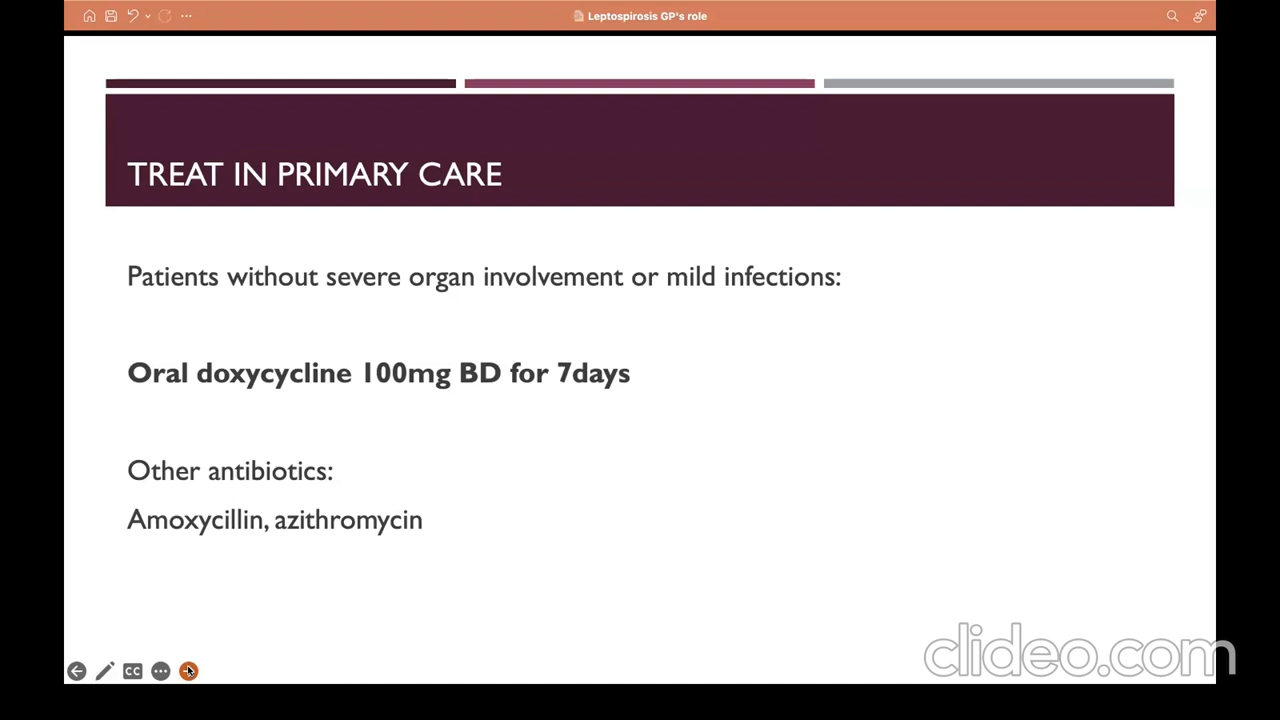 Leptospirosis GP's role
TREAT IN PRIMARY CARE
Patients without severe organ involvement or mild infections:
Oral doxycycline 100mg BD for 7days
Other antibiotics:
Amoxycillin, azithromycin
CC
clideo.com